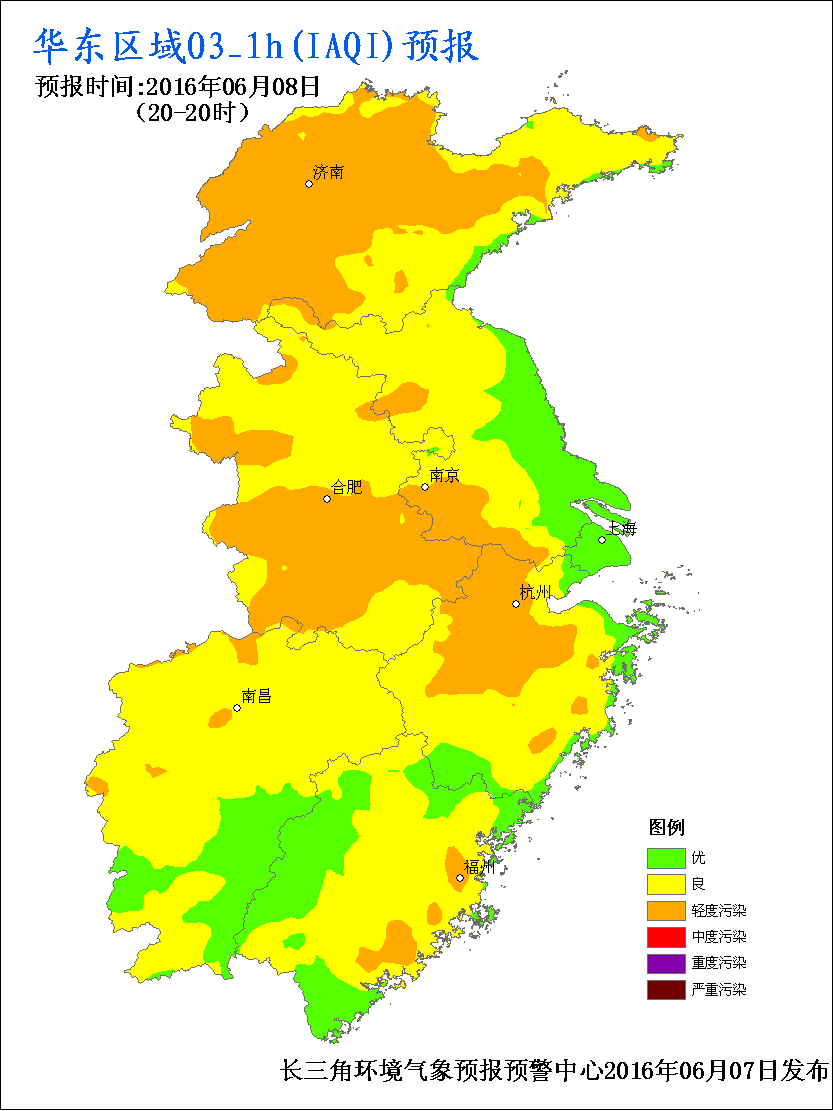 华东区域O3_1h(IAQI)预报
预报时间:2016年06月08日
（20-20时）
济南
合肥
南京
上海
杭州
南昌
福州
图例
优
良
轻度污染
中度污染
重度污染
严重污染
长三角环境气象预报预警中心2016年06月07日发布